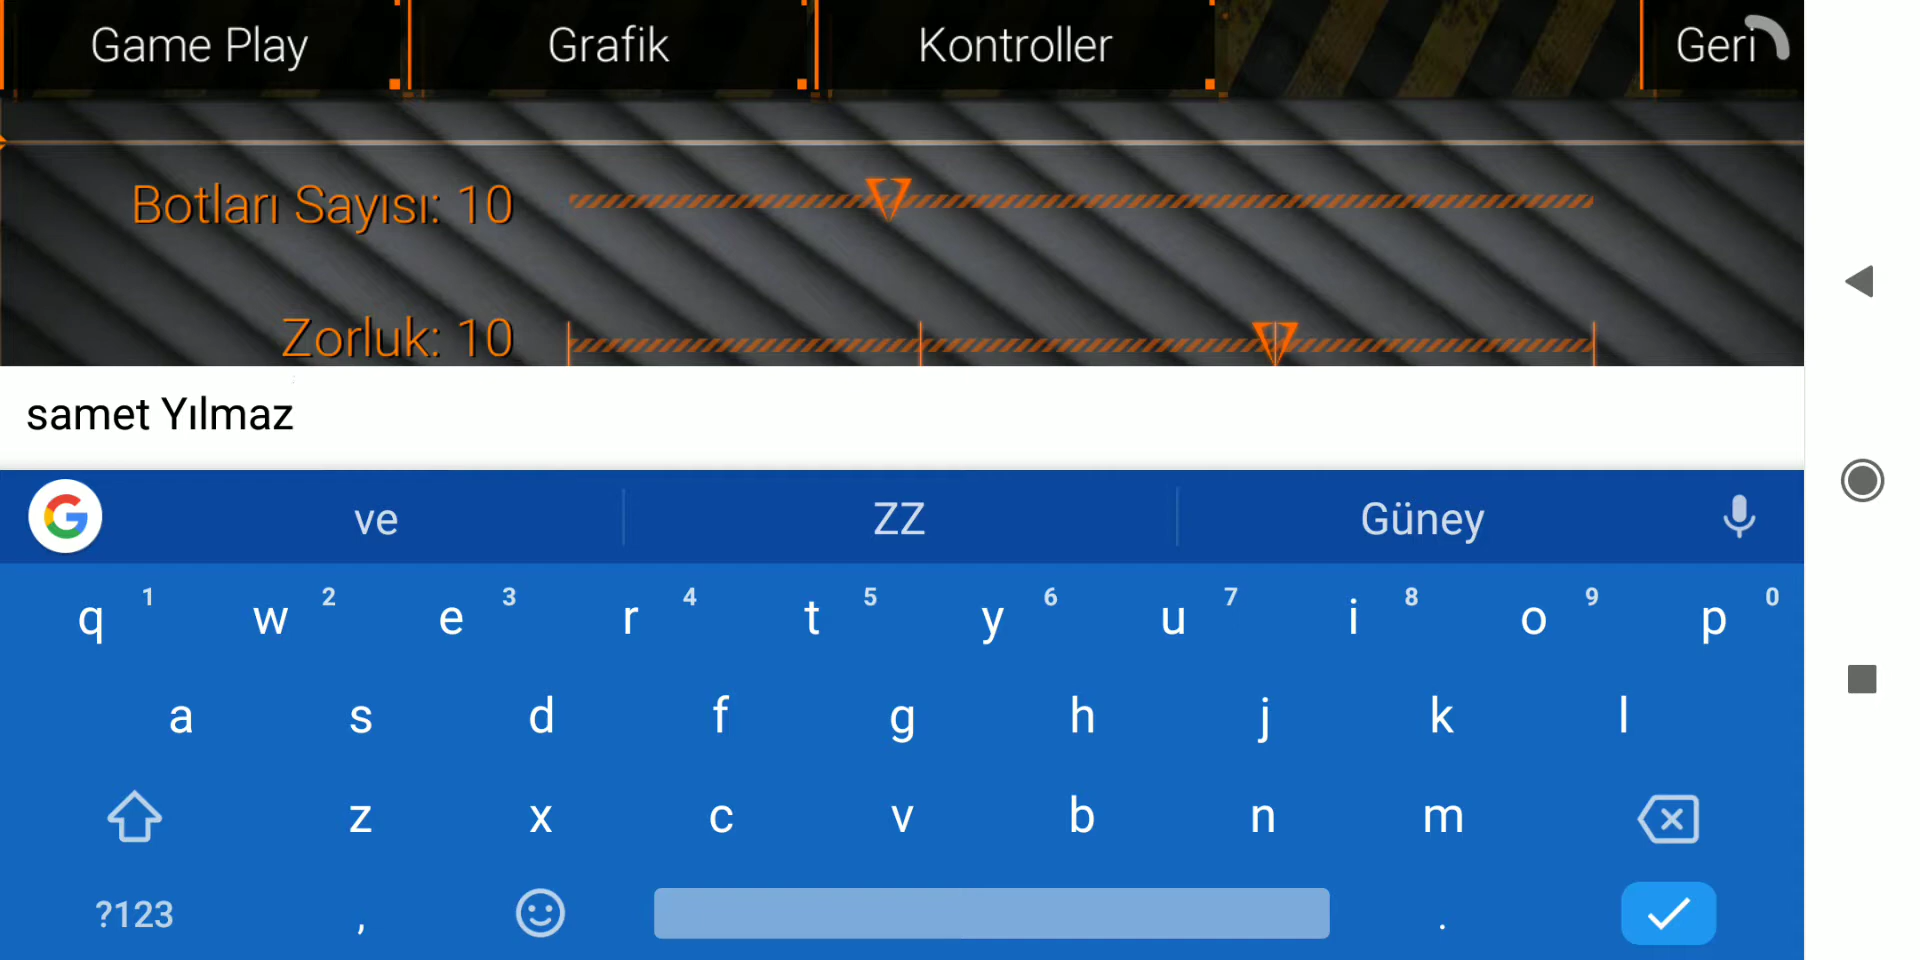 Game Play Grafik Kontroller Geri
Botları Sayısı: 10
Zorluk: 10
samet Yılmaz
G ve ZZ Güney
q 1 w 2 e 3 r 4 t 5 y 6 u 7 i 8 o 9 p 0
a s d f g h j k l
z x c v b n m
?123 , .